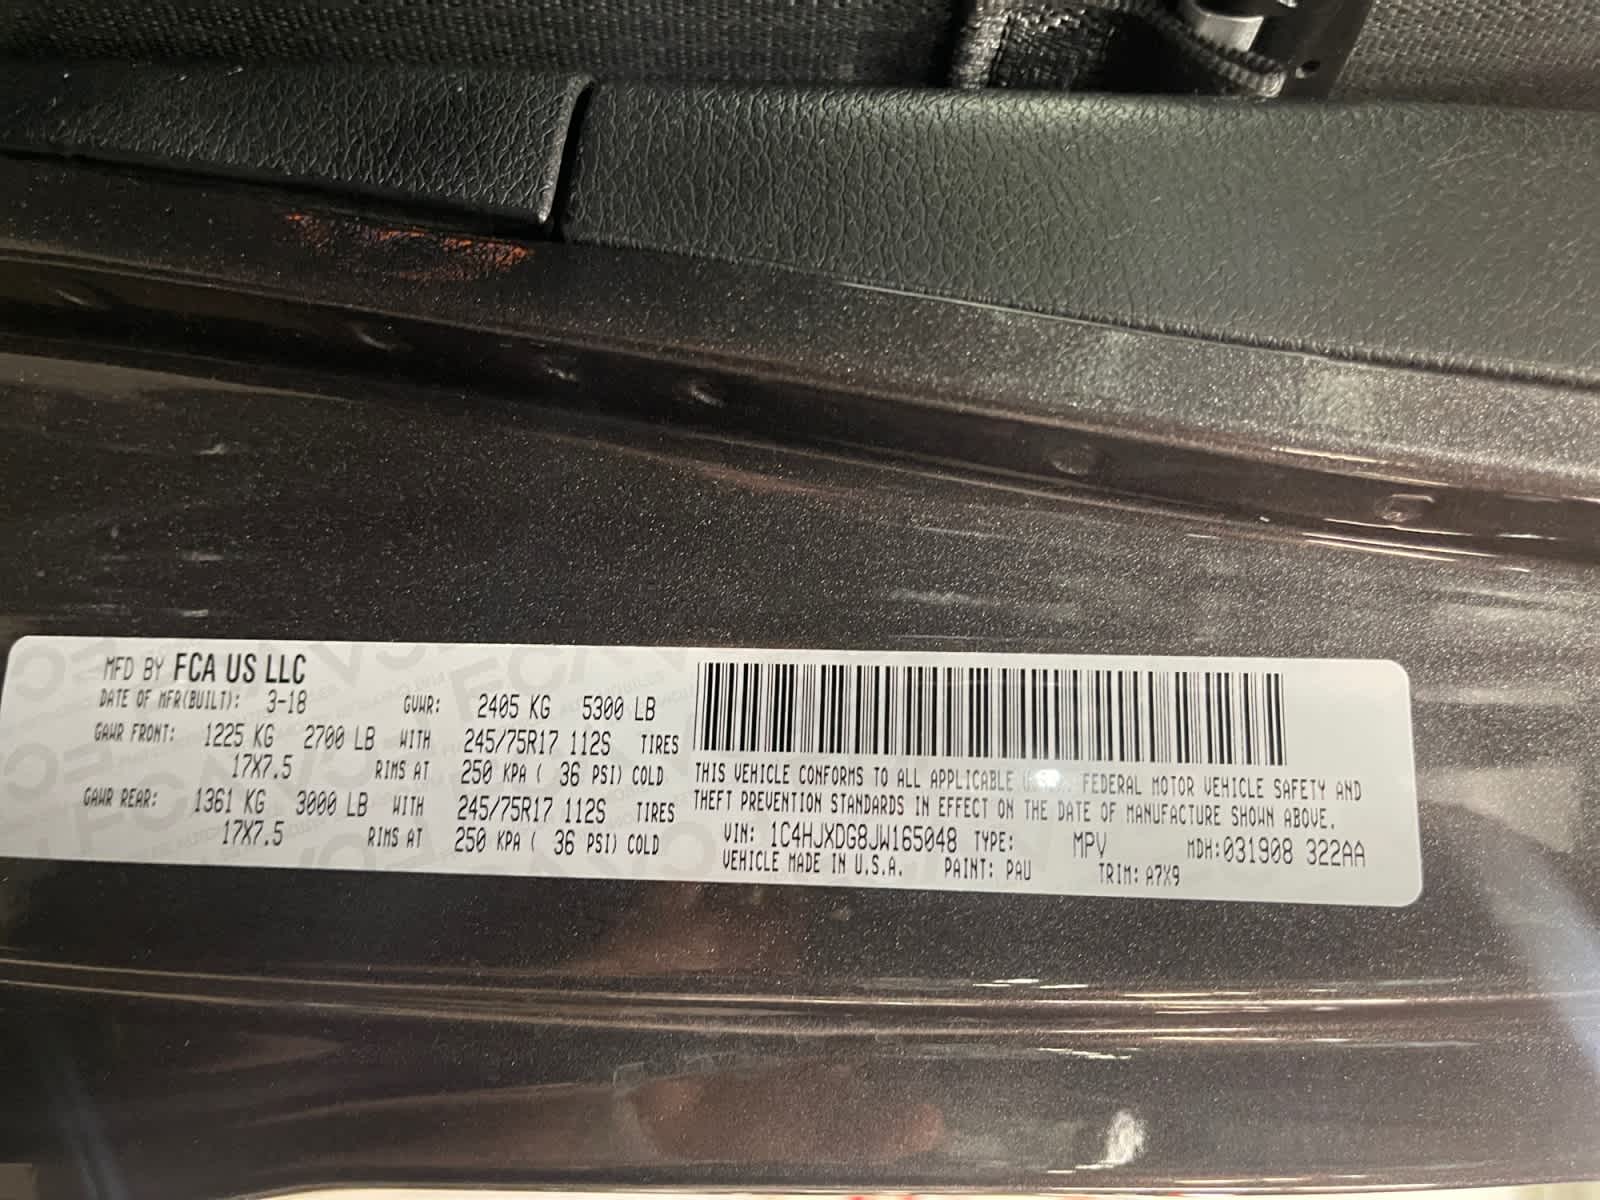 MFD BY FCA US LLC
DATE OF MFR(BUILT): 3-18 GVWR: 2405 KG 5300 LB
GAWR FRONT: 1225 KG 2700 LB WITH 245/75R17 112S TIRES
17X7.5 RIMS AT 250 KPA ( 36 PSI) COLD
GAWR REAR: 1361 KG 3000 LB WITH 245/75R17 112S TIRES
17X7.5 RIMS AT 250 KPA ( 36 PSI) COLD
THIS VEHICLE CONFORMS TO ALL APPLICABLE FEDERAL MOTOR VEHICLE SAFETY AND
THEFT PREVENTION STANDARDS IN EFFECT ON THE DATE OF MANUFACTURE SHOWN ABOVE.
VIN: 1C4HJXDG8JW165048 TYPE: MPV MDH:031908 322AA
VEHICLE MADE IN U.S.A. PAINT: PAU TRIM: A7X9